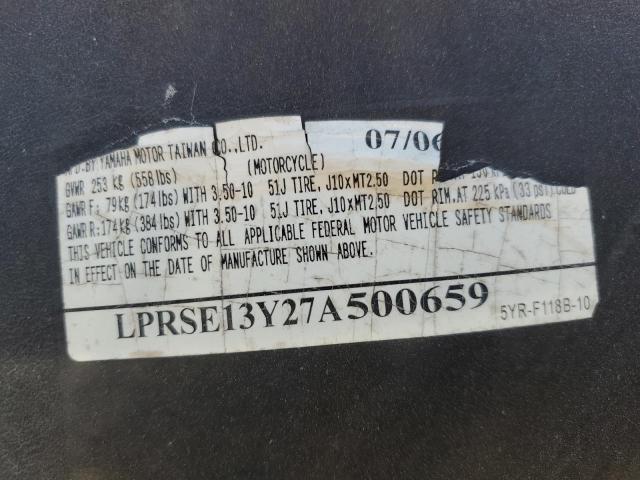 07/06
BY YAMAHA MOTOR TAIWAN CO.,LTD.
GVWR 253 kg (558 lbs) (MOTORCYCLE)
GAWR F: 79 kg (174 lbs) WITH 3.50-10 51J TIRE, J10xMT2.50 DOT
GAWR R: 174 kg (384 lbs) WITH 3.50-10 51J TIRE, J10xMT2.50 DOT RIM. AT 225 kPa (33 psi) COLD
THIS VEHICLE CONFORMS TO ALL APPLICABLE FEDERAL MOTOR VEHICLE SAFETY STANDARDS
IN EFFECT ON THE DATE OF MANUFACTURE SHOWN ABOVE.
LPRSE13Y27A500659
5YR-F118B-10